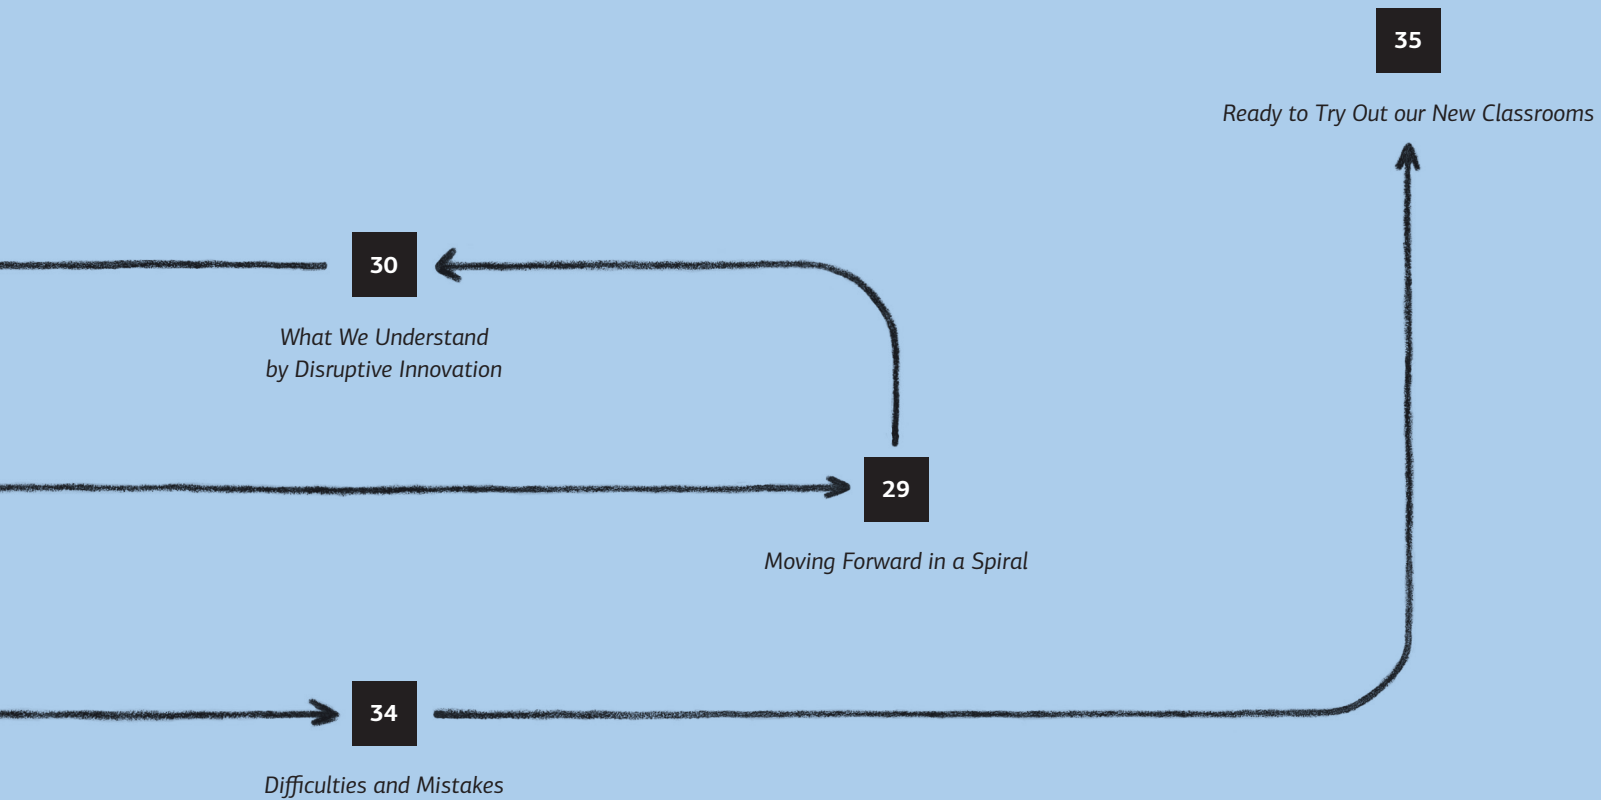 35
Ready to Try Out our New Classrooms
30
What We Understand
by Disruptive Innovation
29
Moving Forward in a Spiral
34
Difficulties and Mistakes